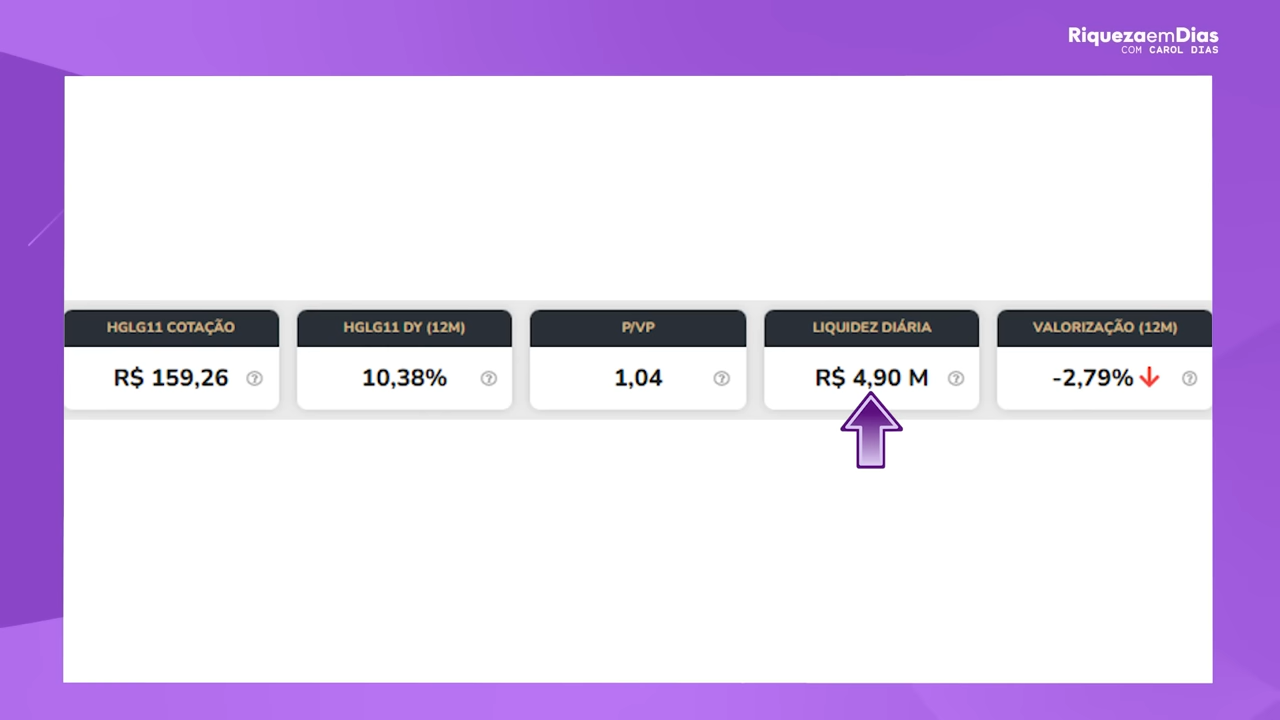 RiquezaemDias
COM CAROL DIAS
HGLG11 COTAÇÃO
R$ 159,26
HGLG11 DY (12M)
10,38%
P/VP
1,04
LIQUIDEZ DIÁRIA
R$ 4,90 M
VALORIZAÇÃO (12M)
-2,79%